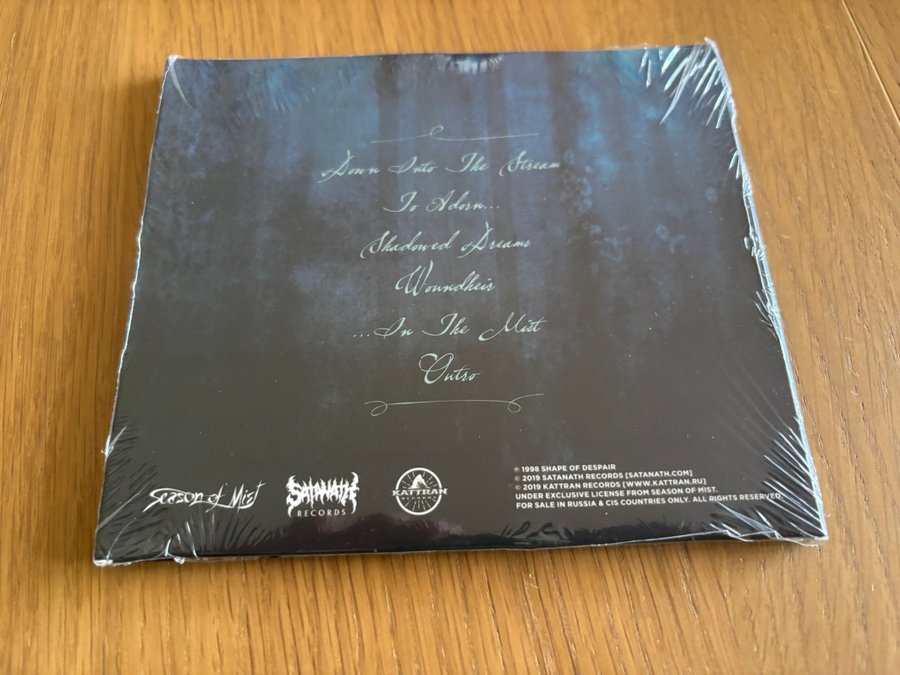 Down Into The Stream
To Adorn...
Shadowed Dreams
Woundheir
...In The Mist
Outro
Season of Mist
SATANATH
RECORDS
KATTRAN
RECORDS
℗ 1998 SHAPE OF DESPAIR
© 2019 SATANATH RECORDS [SATANATH.COM]
© 2019 KATTRAN RECORDS [WWW.KATTRAN.RU]
UNDER EXCLUSIVE LICENSE FROM SEASON OF MIST.
FOR SALE IN RUSSIA & CIS COUNTRIES ONLY. ALL RIGHTS RESERVED.